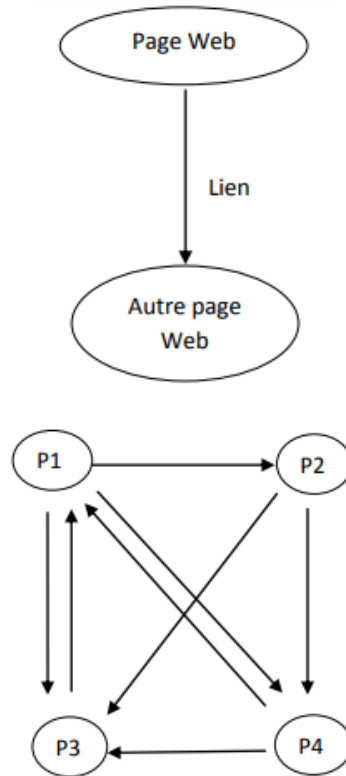 Page Web
Lien
Autre page
Web
P1
P2
P3
P4